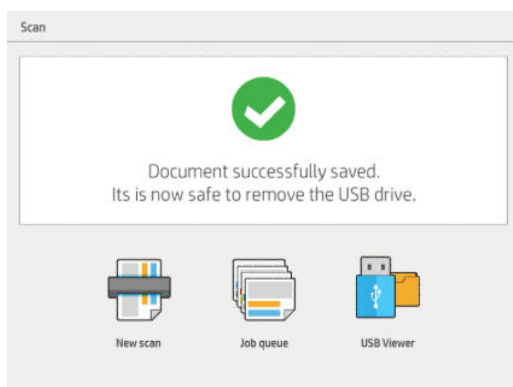 Scan
Document successfully saved.
Its is now safe to remove the USB drive.
New scan
Job queue
USB Viewer